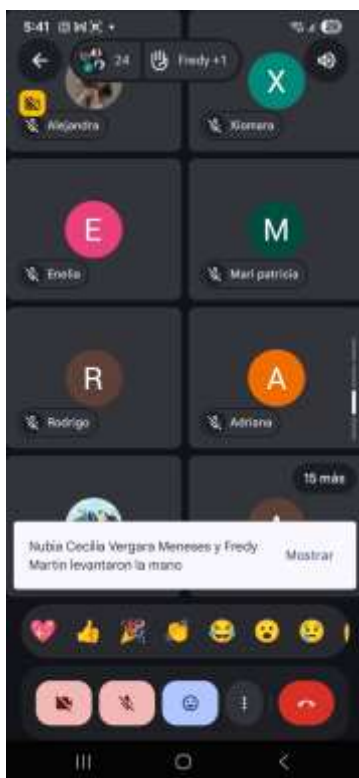 5:41
24 Fredy +1
X
Alejandra
Xiomara
E
M
Enelia
Mari patricia
R
A
Rodrigo
Adriana
15 más
Nubia Cecilia Vergara Meneses y Fredy
Martin levantaron la mano
Mostrar